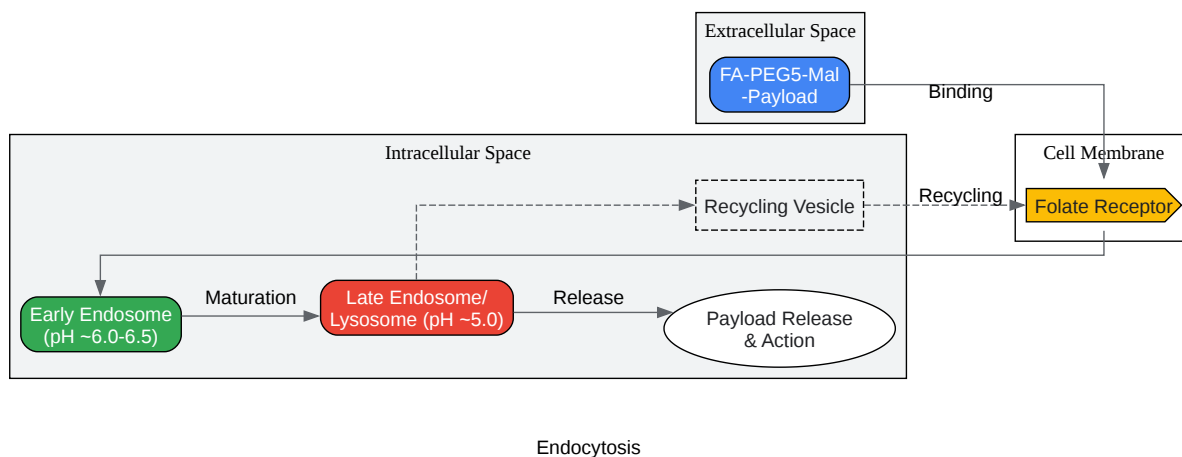 Extracellular Space
FA-PEG5-Mal
-Payload
Binding
Intracellular Space
Cell Membrane
Recycling Vesicle
Recycling
Folate Receptor
Early Endosome
(pH ~6.0-6.5)
Maturation
Late Endosome/
Lysosome (pH ~5.0)
Release
Payload Release
& Action
Endocytosis